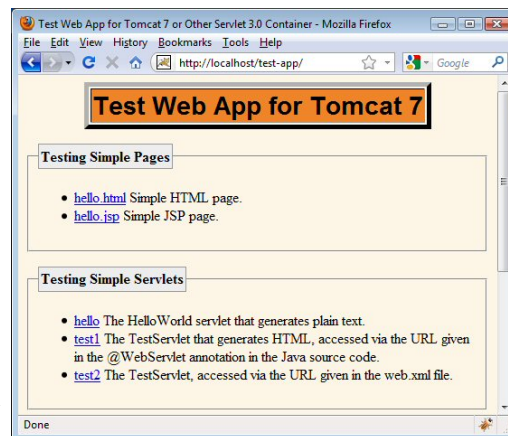 Test Web App for Tomcat 7 or Other Servlet 3.0 Container - Mozilla Firefox
File Edit View History Bookmarks Tools Help
http://localhost/test-app/ Google
Test Web App for Tomcat 7
Testing Simple Pages
hello.html Simple HTML page.
hello.jsp Simple JSP page.
Testing Simple Servlets
hello The HelloWorld servlet that generates plain text.
test1 The TestServlet that generates HTML, accessed via the URL given
in the @WebServlet annotation in the Java source code.
test2 The TestServlet, accessed via the URL given in the web.xml file.
Done